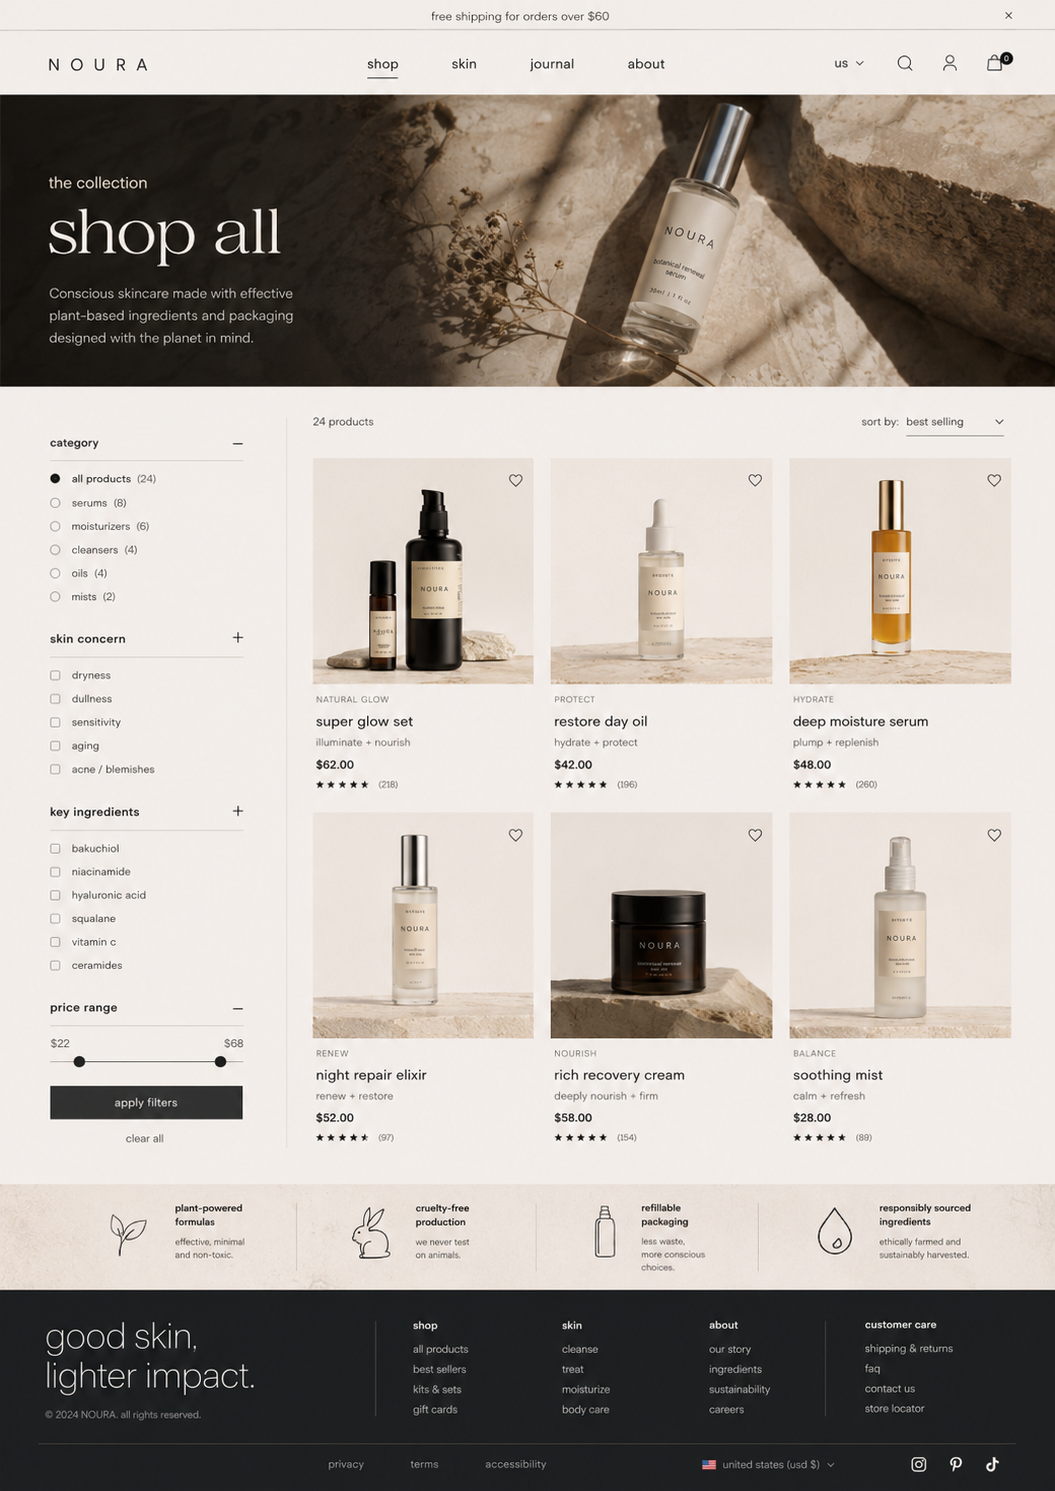 free shipping for orders over $60
NOURA
shop
skin
journal
about
us
0
the collection
shop all
Conscious skincare made with effective
plant-based ingredients and packaging
designed with the planet in mind.
NOURA
botanical renewal
serum
30ml | 1 fl oz
category
all products (24)
serums (8)
moisturizers (6)
cleansers (4)
oils (4)
mists (2)
skin concern
dryness
dullness
sensitivity
aging
acne / blemishes
key ingredients
bakuchiol
niacinamide
hyaluronic acid
squalane
vitamin c
ceramides
price range
$22
$68
apply filters
clear all
24 products
sort by: best selling
NOURA
NOURA
NATURAL GLOW
super glow set
illuminate + nourish
$62.00
(218)
NOURA
PROTECT
restore day oil
hydrate + protect
$42.00
(196)
NOURA
HYDRATE
deep moisture serum
plump + replenish
$48.00
(260)
NOURA
RENEW
night repair elixir
renew + restore
$52.00
(97)
NOURA
NOURISH
rich recovery cream
deeply nourish + firm
$58.00
(154)
NOURA
BALANCE
soothing mist
calm + refresh
$28.00
(89)
plant-powered
formulas
effective, minimal
and non-toxic.
cruelty-free
production
we never test
on animals.
refillable
packaging
less waste,
more conscious
choices.
responsibly sourced
ingredients
ethically farmed and
sustainably harvested.
good skin,
lighter impact.
© 2024 NOURA. all rights reserved.
shop
all products
best sellers
kits & sets
gift cards
skin
cleanse
treat
moisturize
body care
about
our story
ingredients
sustainability
careers
customer care
shipping & returns
faq
contact us
store locator
privacy
terms
accessibility
united states (usd $)